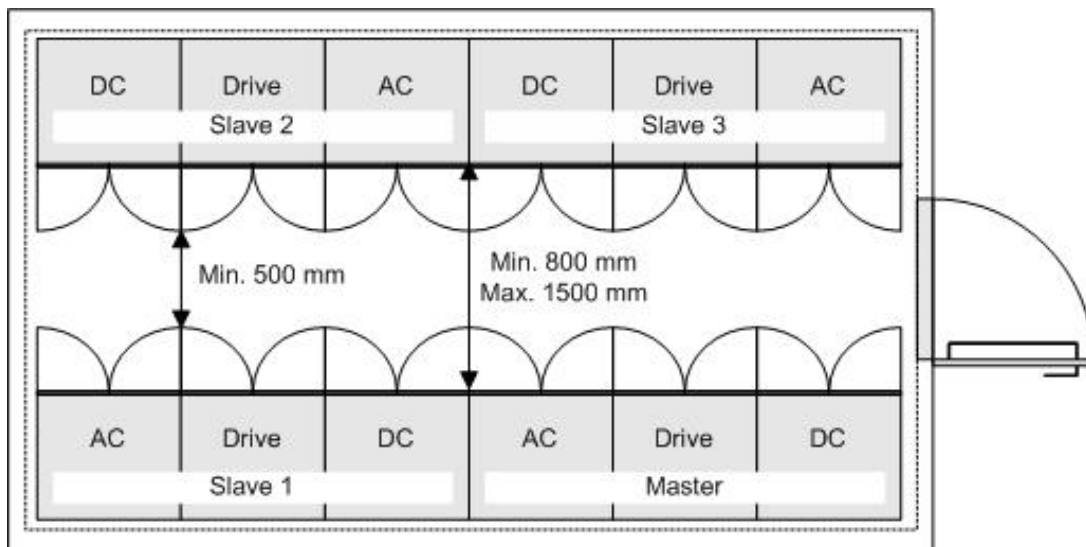 DC Drive AC DC Drive AC
Slave 2 Slave 3
Min. 500 mm
Min. 800 mm
Max. 1500 mm
AC Drive DC AC Drive DC
Slave 1 Master